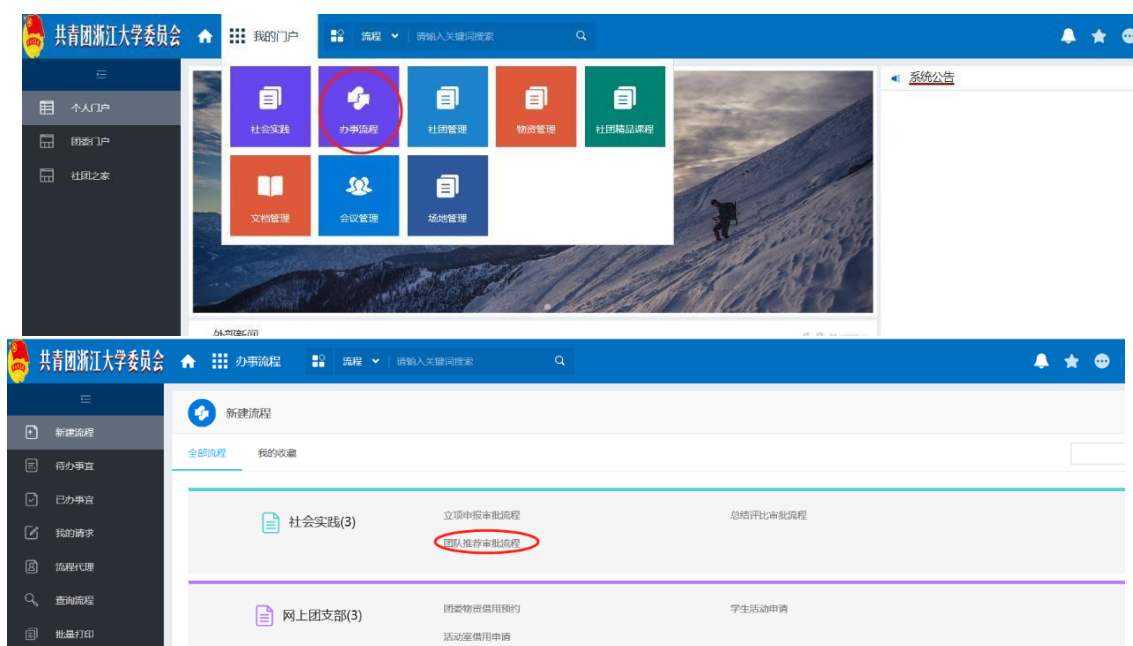 共青团浙江大学委员会 我的门户 流程 请输入关键词搜索
个人门户
团委门户
社团之家
社会实践 办事流程 社团管理 物资管理 社团精品课程
文档管理 会议管理 场地管理
系统公告
外部新闻
共青团浙江大学委员会 办事流程 流程 请输入关键词搜索
新建流程
待办事宜
已办事宜
我的请求
流程代理
查询流程
批量打印
新建流程
全部流程 我的收藏
社会实践(3)
立项申报审批流程 总结评比审批流程
团队推荐审批流程
网上团支部(3)
团委物资借用预约 学生活动申请
活动室借用申请